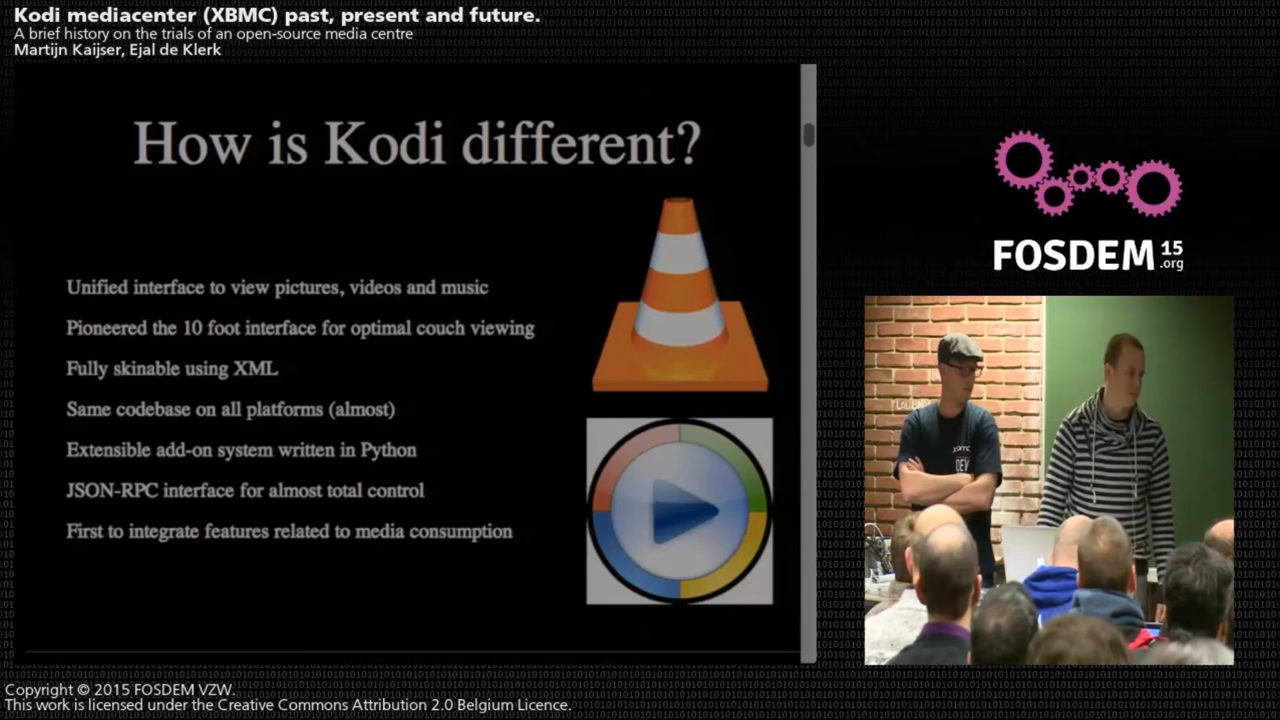 Kodi mediacenter (XBMC) past, present and future.
A brief history on the trials of an open-source media centre
Martijn Kaijser, Ejal de Klerk
How is Kodi different?
Unified interface to view pictures, videos and music
Pioneered the 10 foot interface for optimal couch viewing
Fully skinable using XML
Same codebase on all platforms (almost)
Extensible add-on system written in Python
JSON-RPC interface for almost total control
First to integrate features related to media consumption
FOSDEM 15 .org
DEV
Copyright © 2015 FOSDEM VZW.
This work is licensed under the Creative Commons Attribution 2.0 Belgium Licence.